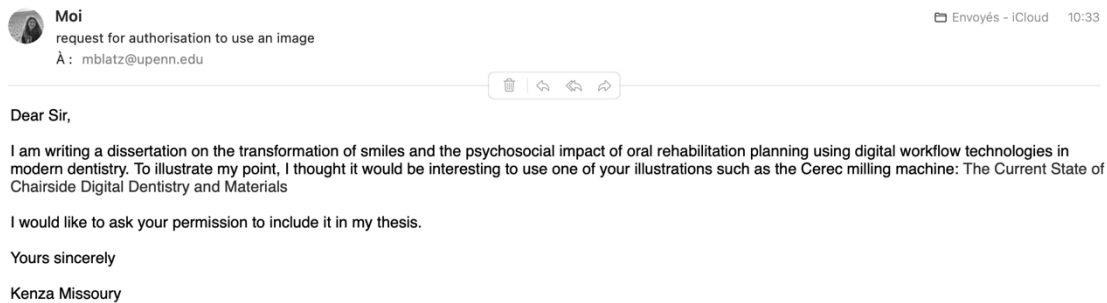 Moi
Envoyés - iCloud 10:33
request for authorisation to use an image
À : mblatz@upenn.edu
Dear Sir,
I am writing a dissertation on the transformation of smiles and the psychosocial impact of oral rehabilitation planning using digital workflow technologies in
modern dentistry. To illustrate my point, I thought it would be interesting to use one of your illustrations such as the Cerec milling machine: The Current State of
Chairside Digital Dentistry and Materials
I would like to ask your permission to include it in my thesis.
Yours sincerely
Kenza Missoury